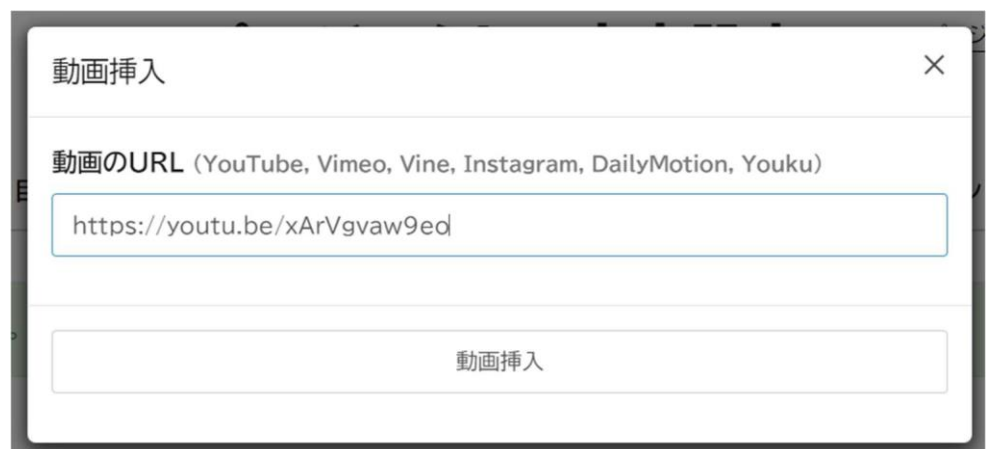 動画挿入
動画のURL (YouTube, Vimeo, Vine, Instagram, DailyMotion, Youku)
https://youtu.be/xArVgvaw9eo
動画挿入